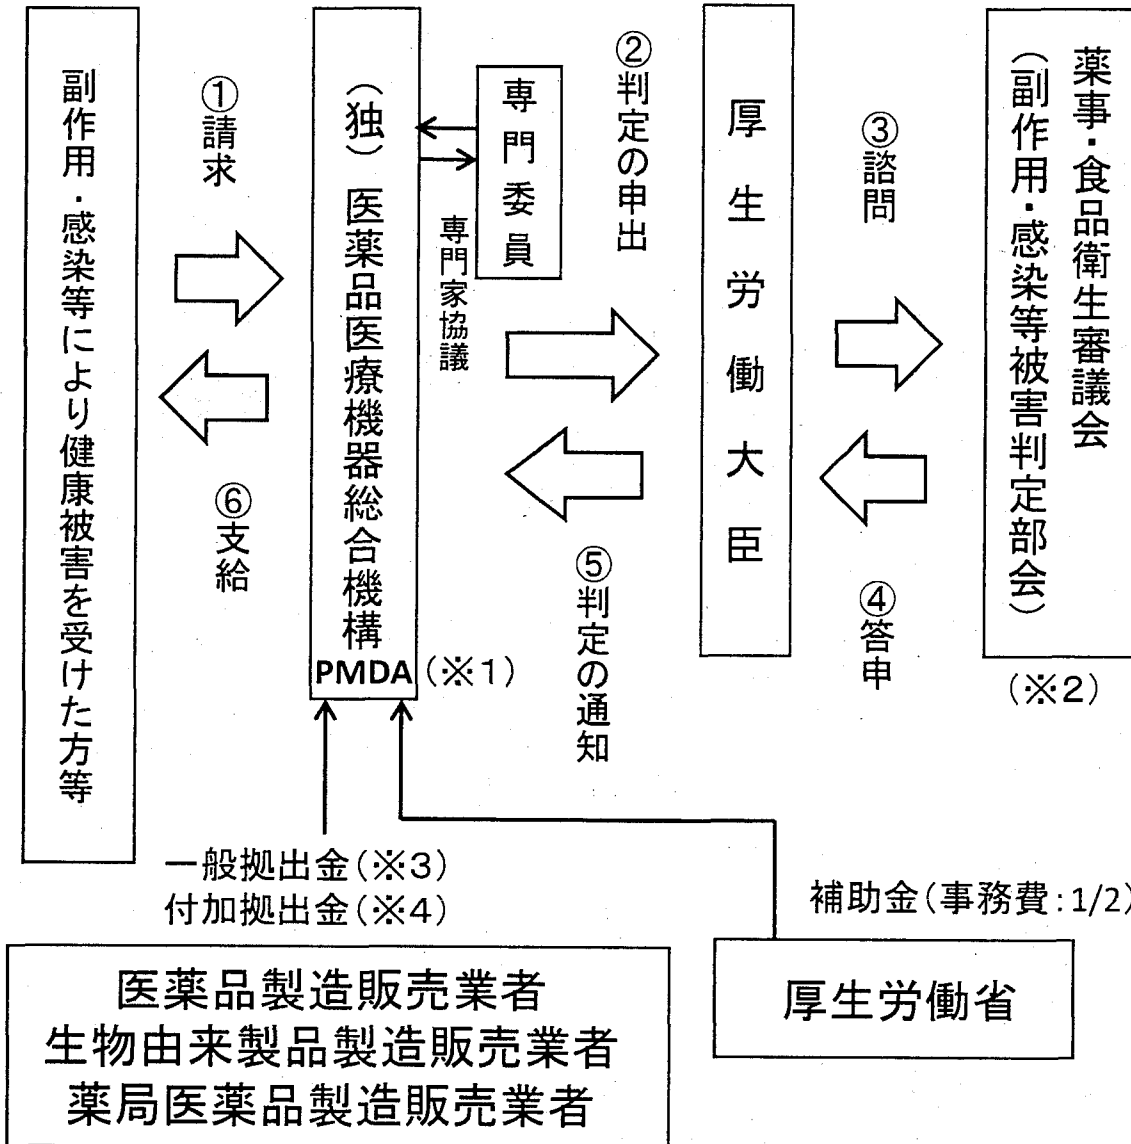 副作用・感染等により健康被害を受けた方等
①請求
⑥支給
(独)医薬品医療機器総合機構
PMDA(※1)
専門委員
専門家協議
②判定の申出
⑤判定の通知
厚生労働大臣
③諮問
④答申
薬事・食品衛生審議会
(副作用・感染等被害判定部会)
(※2)
一般拠出金(※3)
付加拠出金(※4)
補助金(事務費:1/2)
医薬品製造販売業者
生物由来製品製造販売業者
薬局医薬品製造販売業者
厚生労働省